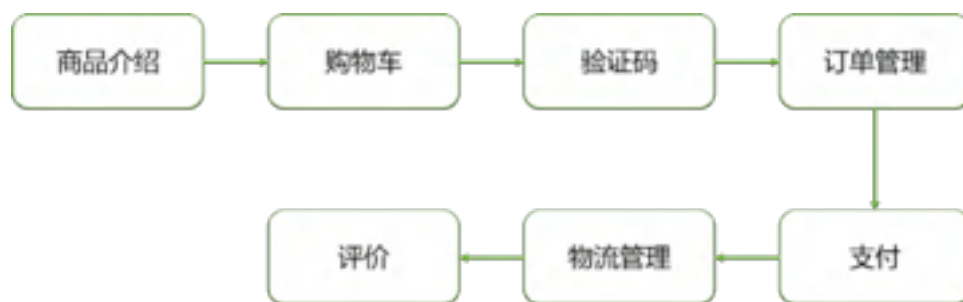 商品介绍
购物车
验证码
订单管理
支付
物流管理
评价